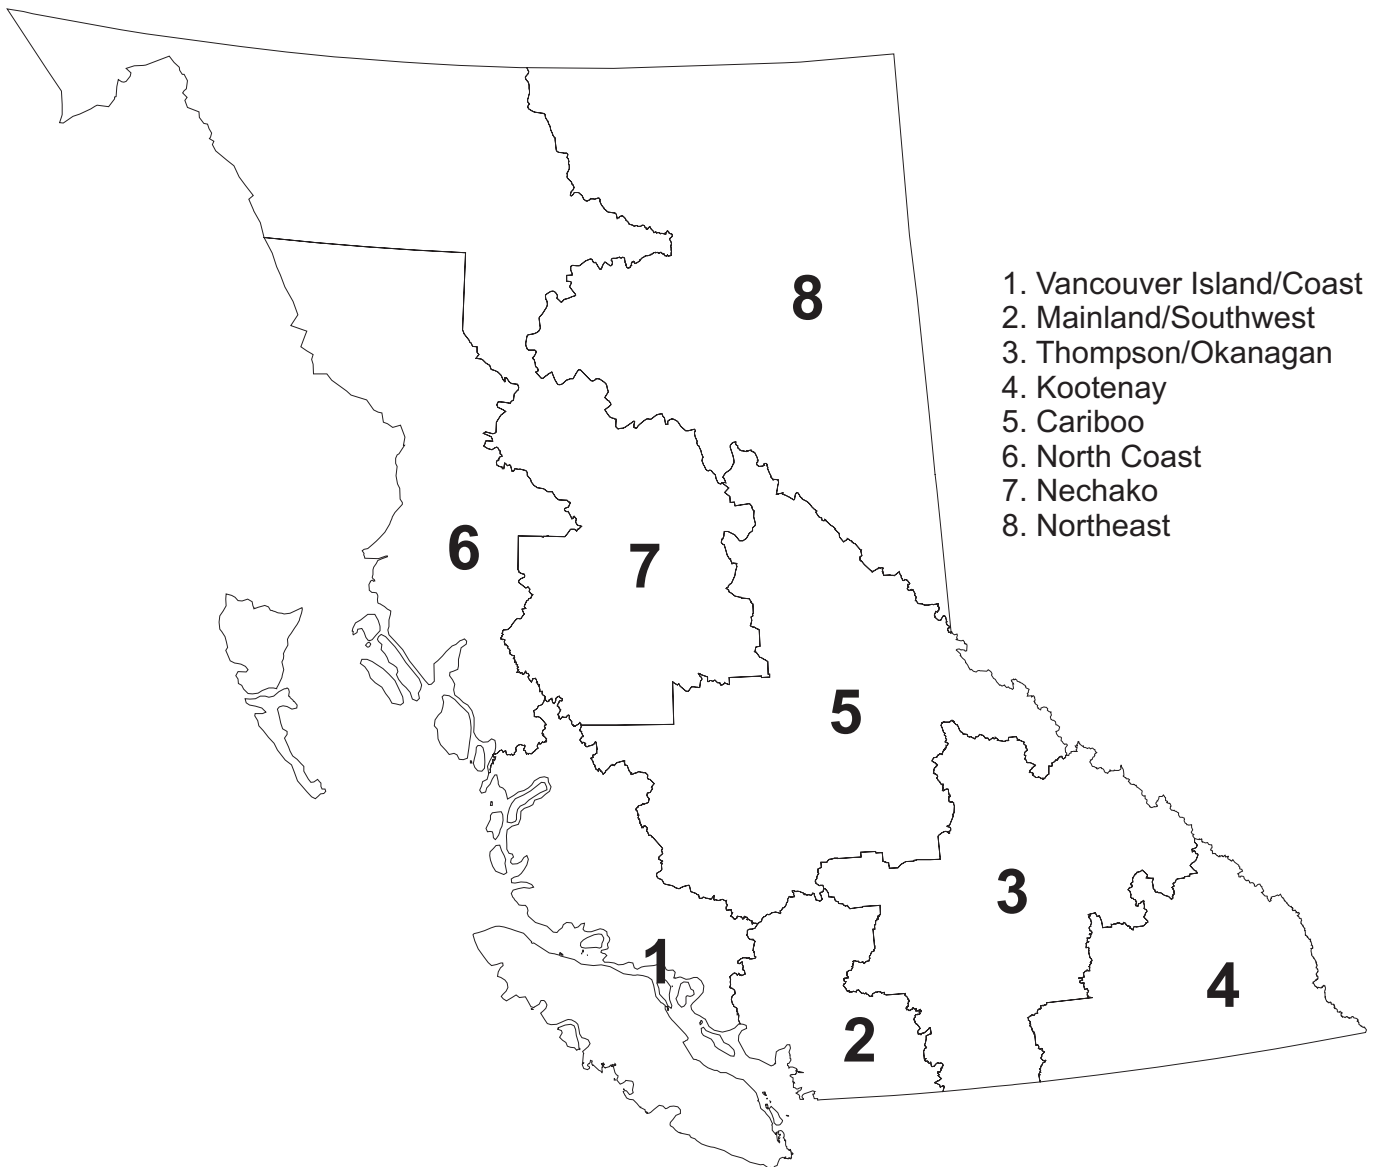 8
1. Vancouver Island/Coast
2. Mainland/Southwest
3. Thompson/Okanagan
4. Kootenay
5. Cariboo
6. North Coast
7. Nechako
8. Northeast
6
7
5
3
1
4
2